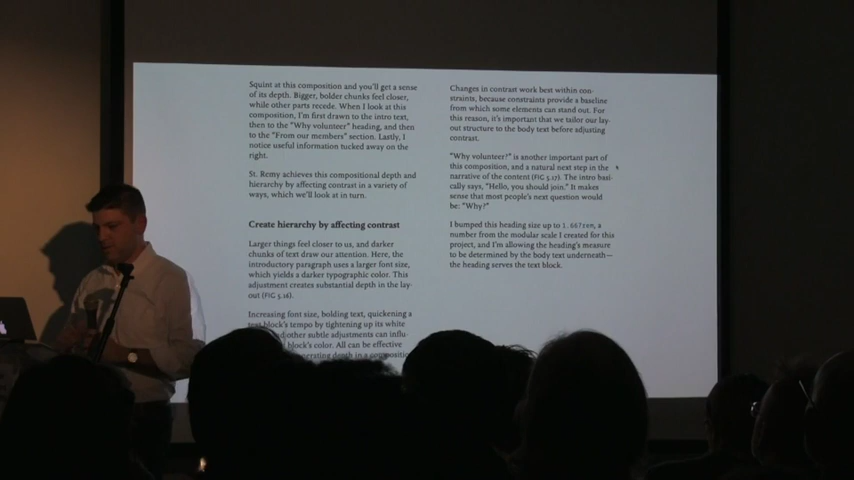 Squint at this composition and you'll get a sense
of its depth. Bigger, bolder chunks feel closer,
while other parts recede. When I look at this
composition, I'm first drawn to the intro text,
then to the "Why volunteer" heading, and then
to the "From our members" section. Lastly, I
notice useful information tucked away on the
right.
St. Remy achieves this compositional depth and
hierarchy by affecting contrast in a variety of
ways, which we'll look at in turn.
Create hierarchy by affecting contrast
Larger things feel closer to us, and darker
chunks of text draw our attention. Here, the
introductory paragraph uses a larger font size,
which yields a darker typographic color. This
adjustment creates substantial depth in the lay-
out (FIG 5.16).
Increasing font size, bolding text, quickening a
text block's tempo by tightening up its white
other subtle adjustments can influ-
block's color. All can be effective
depth in a
Changes in contrast work best within con-
straints, because constraints provide a baseline
from which some elements can stand out. For
this reason, it's important that we tailor our lay-
out structure to the body text before adjusting
contrast.
"Why volunteer?" is another important part of
this composition, and a natural next step in the
narrative of the content (FIG 5.17). The intro basi-
cally says, "Hello, you should join." It makes
sense that most people's next question would
be: "Why?"
I bumped this heading size up to 1.667rem, a
number from the modular scale I created for this
project, and I'm allowing the heading's measure
to be determined by the body text underneath—
the heading serves the text block.